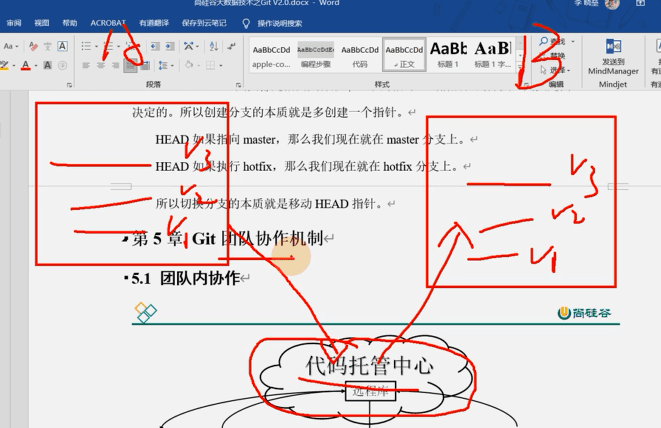 尚硅谷大数据技术之Git V2.0.docx - Word
审阅 视图 帮助 ACROBAT 有道翻译 保存到云笔记 操作说明搜索
Aa
AaBbCcDd AaBbCcDdE AaBbCcDd AaBbCcDd AaBb AaBl
apple-co... 编程步骤 代码 正文 标题 1 标题 1 字...
查找
替换
选择
发送到
MindManager
段落 样式 编辑 Mindjet
决定的。所以创建分支的本质就是多创建一个指针。
HEAD 如果指向 master，那么我们现在就在 master 分支上。
HEAD 如果执行 hotfix，那么我们现在就在 hotfix 分支上。
所以切换分支的本质就是移动 HEAD 指针。
第 5 章 Git 团队协作机制
5.1 团队内协作
尚硅谷
代码托管中心
远程库
V3
V2
V1
V3
V2
V1